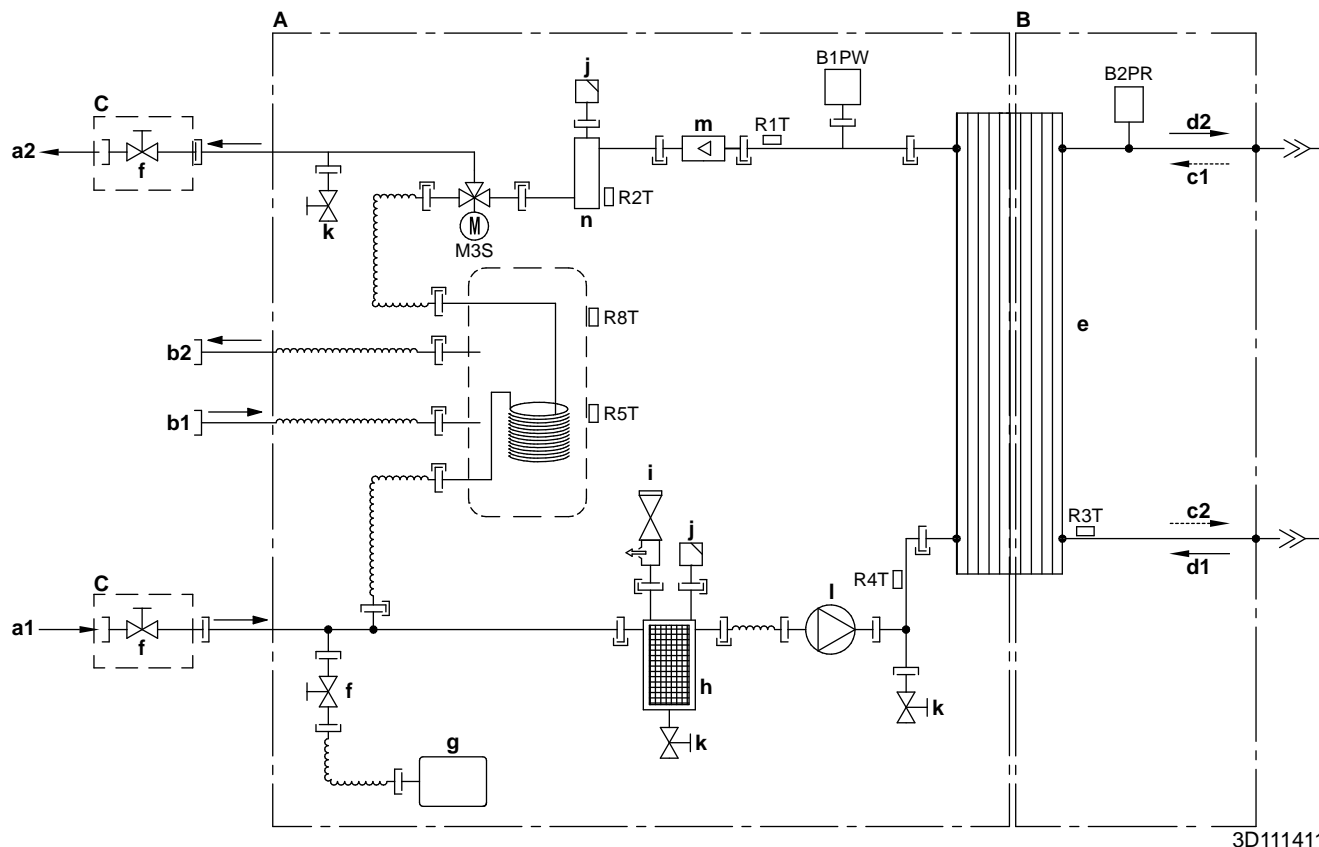 A
B
B1PW
B2PR
j
C
m
R1T
d2
a2
f
c1
R2T
k
n
M
M3S
R8T
e
b2
R5T
b1
i
c2
j
R3T
C
R4T
d1
l
a1
f
f
h
k
k
g
3D111411